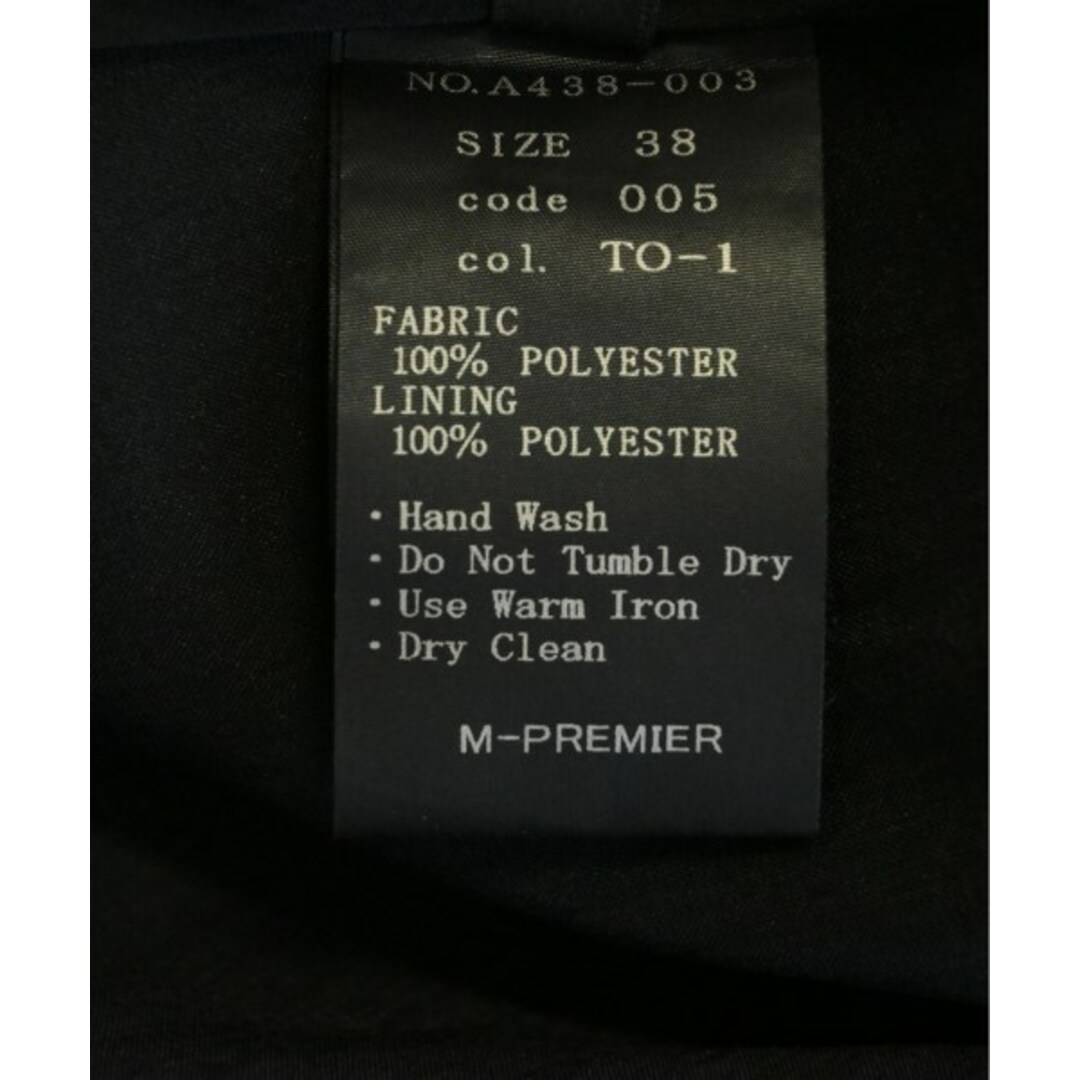 NO.A438-003
SIZE 38
code 005
col. TO-1
FABRIC
100% POLYESTER
LINING
100% POLYESTER
・Hand Wash
・Do Not Tumble Dry
・Use Warm Iron
・Dry Clean
M-PREMIER